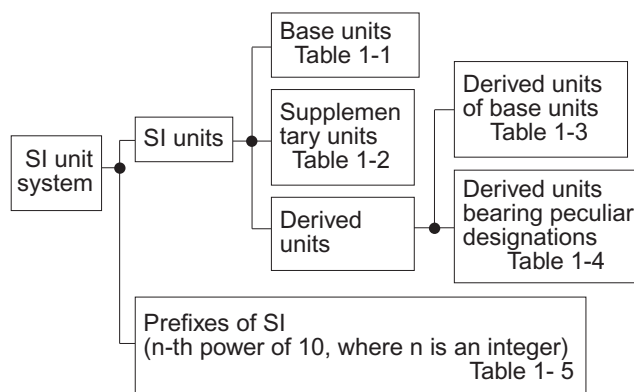 SI unit
system
SI units
Base units
Table 1-1
Supplemen
tary units
Table 1-2
Derived
units
Derived units
of base units
Table 1-3
Derived units
bearing peculiar
designations
Table 1-4
Prefixes of SI
(n-th power of 10, where n is an integer)
Table 1- 5